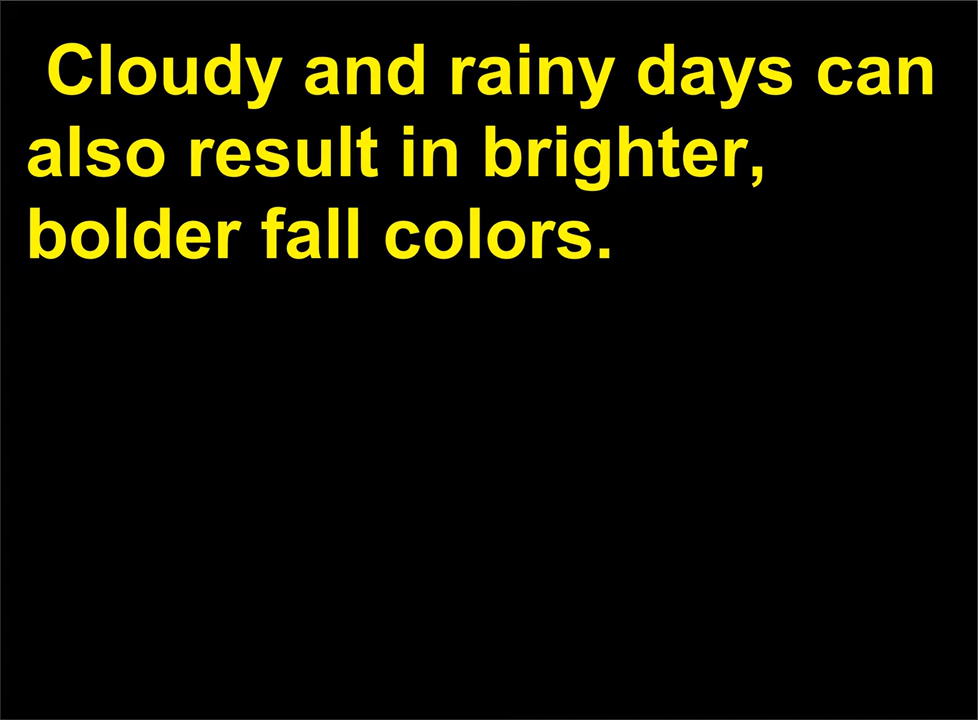 Cloudy and rainy days can
also result in brighter,
bolder fall colors.